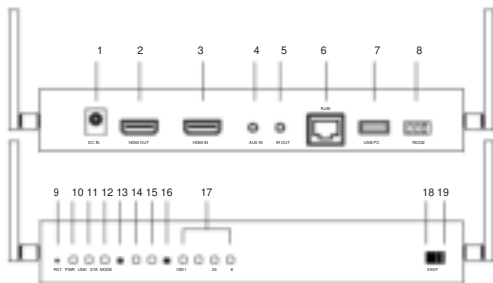 1 2 3 4 5 6 7 8
RJ45
DC IN HDMI OUT HDMI IN AUX IN IR OUT USB/PC RS232
9 10 11 12 13 14 15 16 17 18 19
RST PWR LINK STA MODE